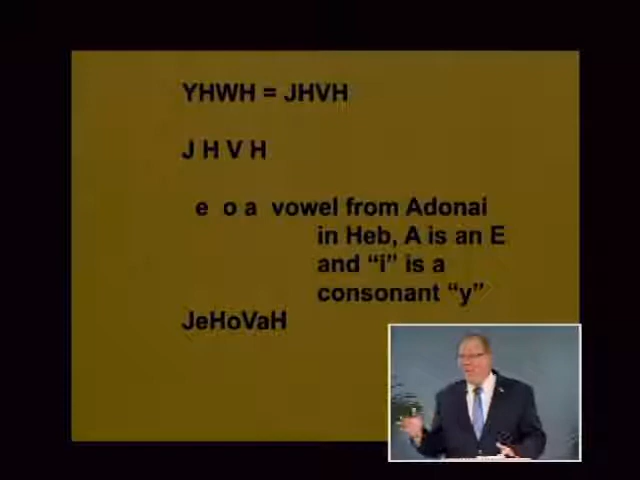 YHWH = JHVH
J H V H
e o a vowel from Adonai
in Heb, A is an E
and “i” is a
consonant “y”
JeHoVaH